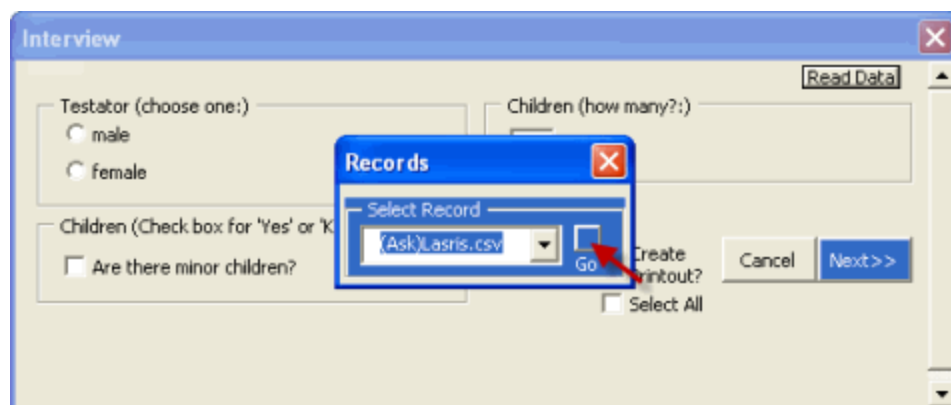 Interview
Read Data
Testator (choose one:)
male
female
Children (how many?:)
Records
Select Record
(Ask)Lasris.csv
Go
Children (Check box for 'Yes' or 'K
Are there minor children?
Create
Printout?
Select All
Cancel
Next>>